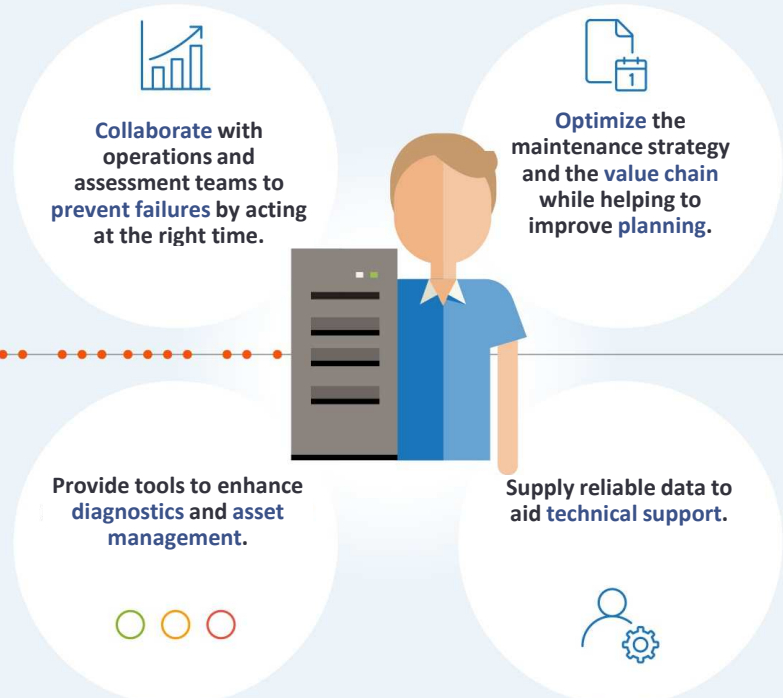 Collaborate with
operations and
assessment teams to
prevent failures by acting
at the right time.
1
Optimize the
maintenance strategy
and the value chain
while helping to
improve planning.
Provide tools to enhance
diagnostics and asset
management.
Supply reliable data to
aid technical support.